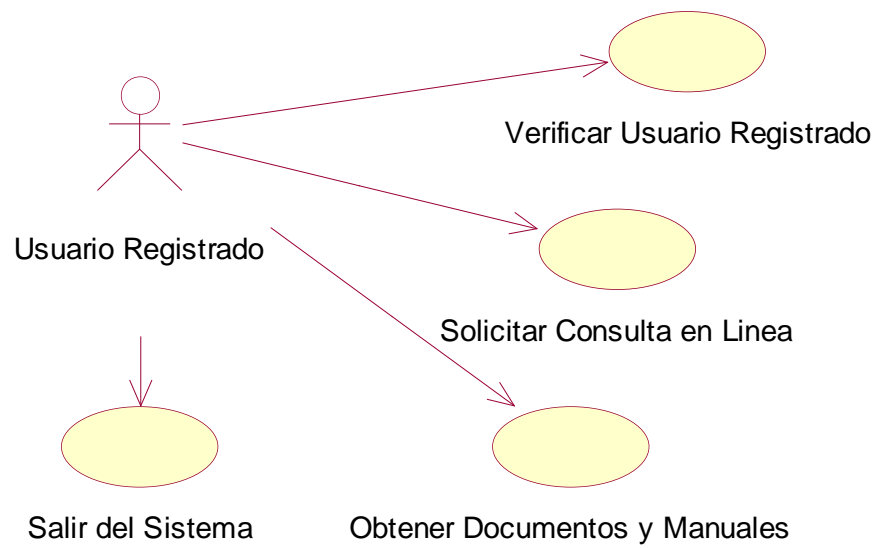 Verificar Usuario Registrado
Usuario Registrado
Solicitar Consulta en Linea
Salir del Sistema
Obtener Documentos y Manuales